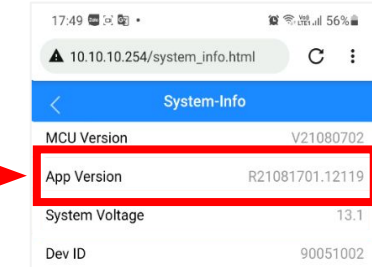 17:49
56%
10.10.10.254/system_info.html
System-Info
MCU Version V21080702
App Version R21081701.12119
System Voltage 13.1
Dev ID 90051002